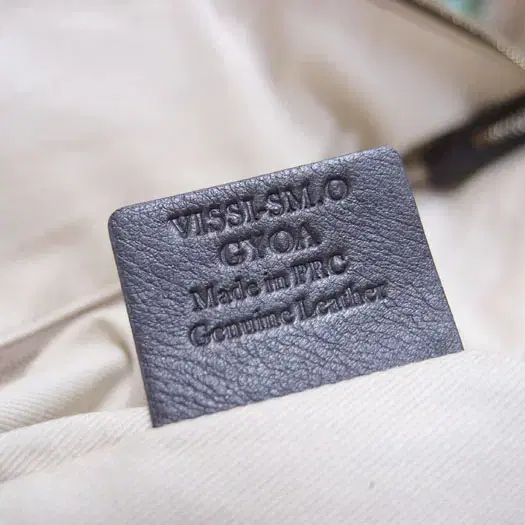 VISSI-SM.O
GYOA
Made in PRC
Genuine Leather